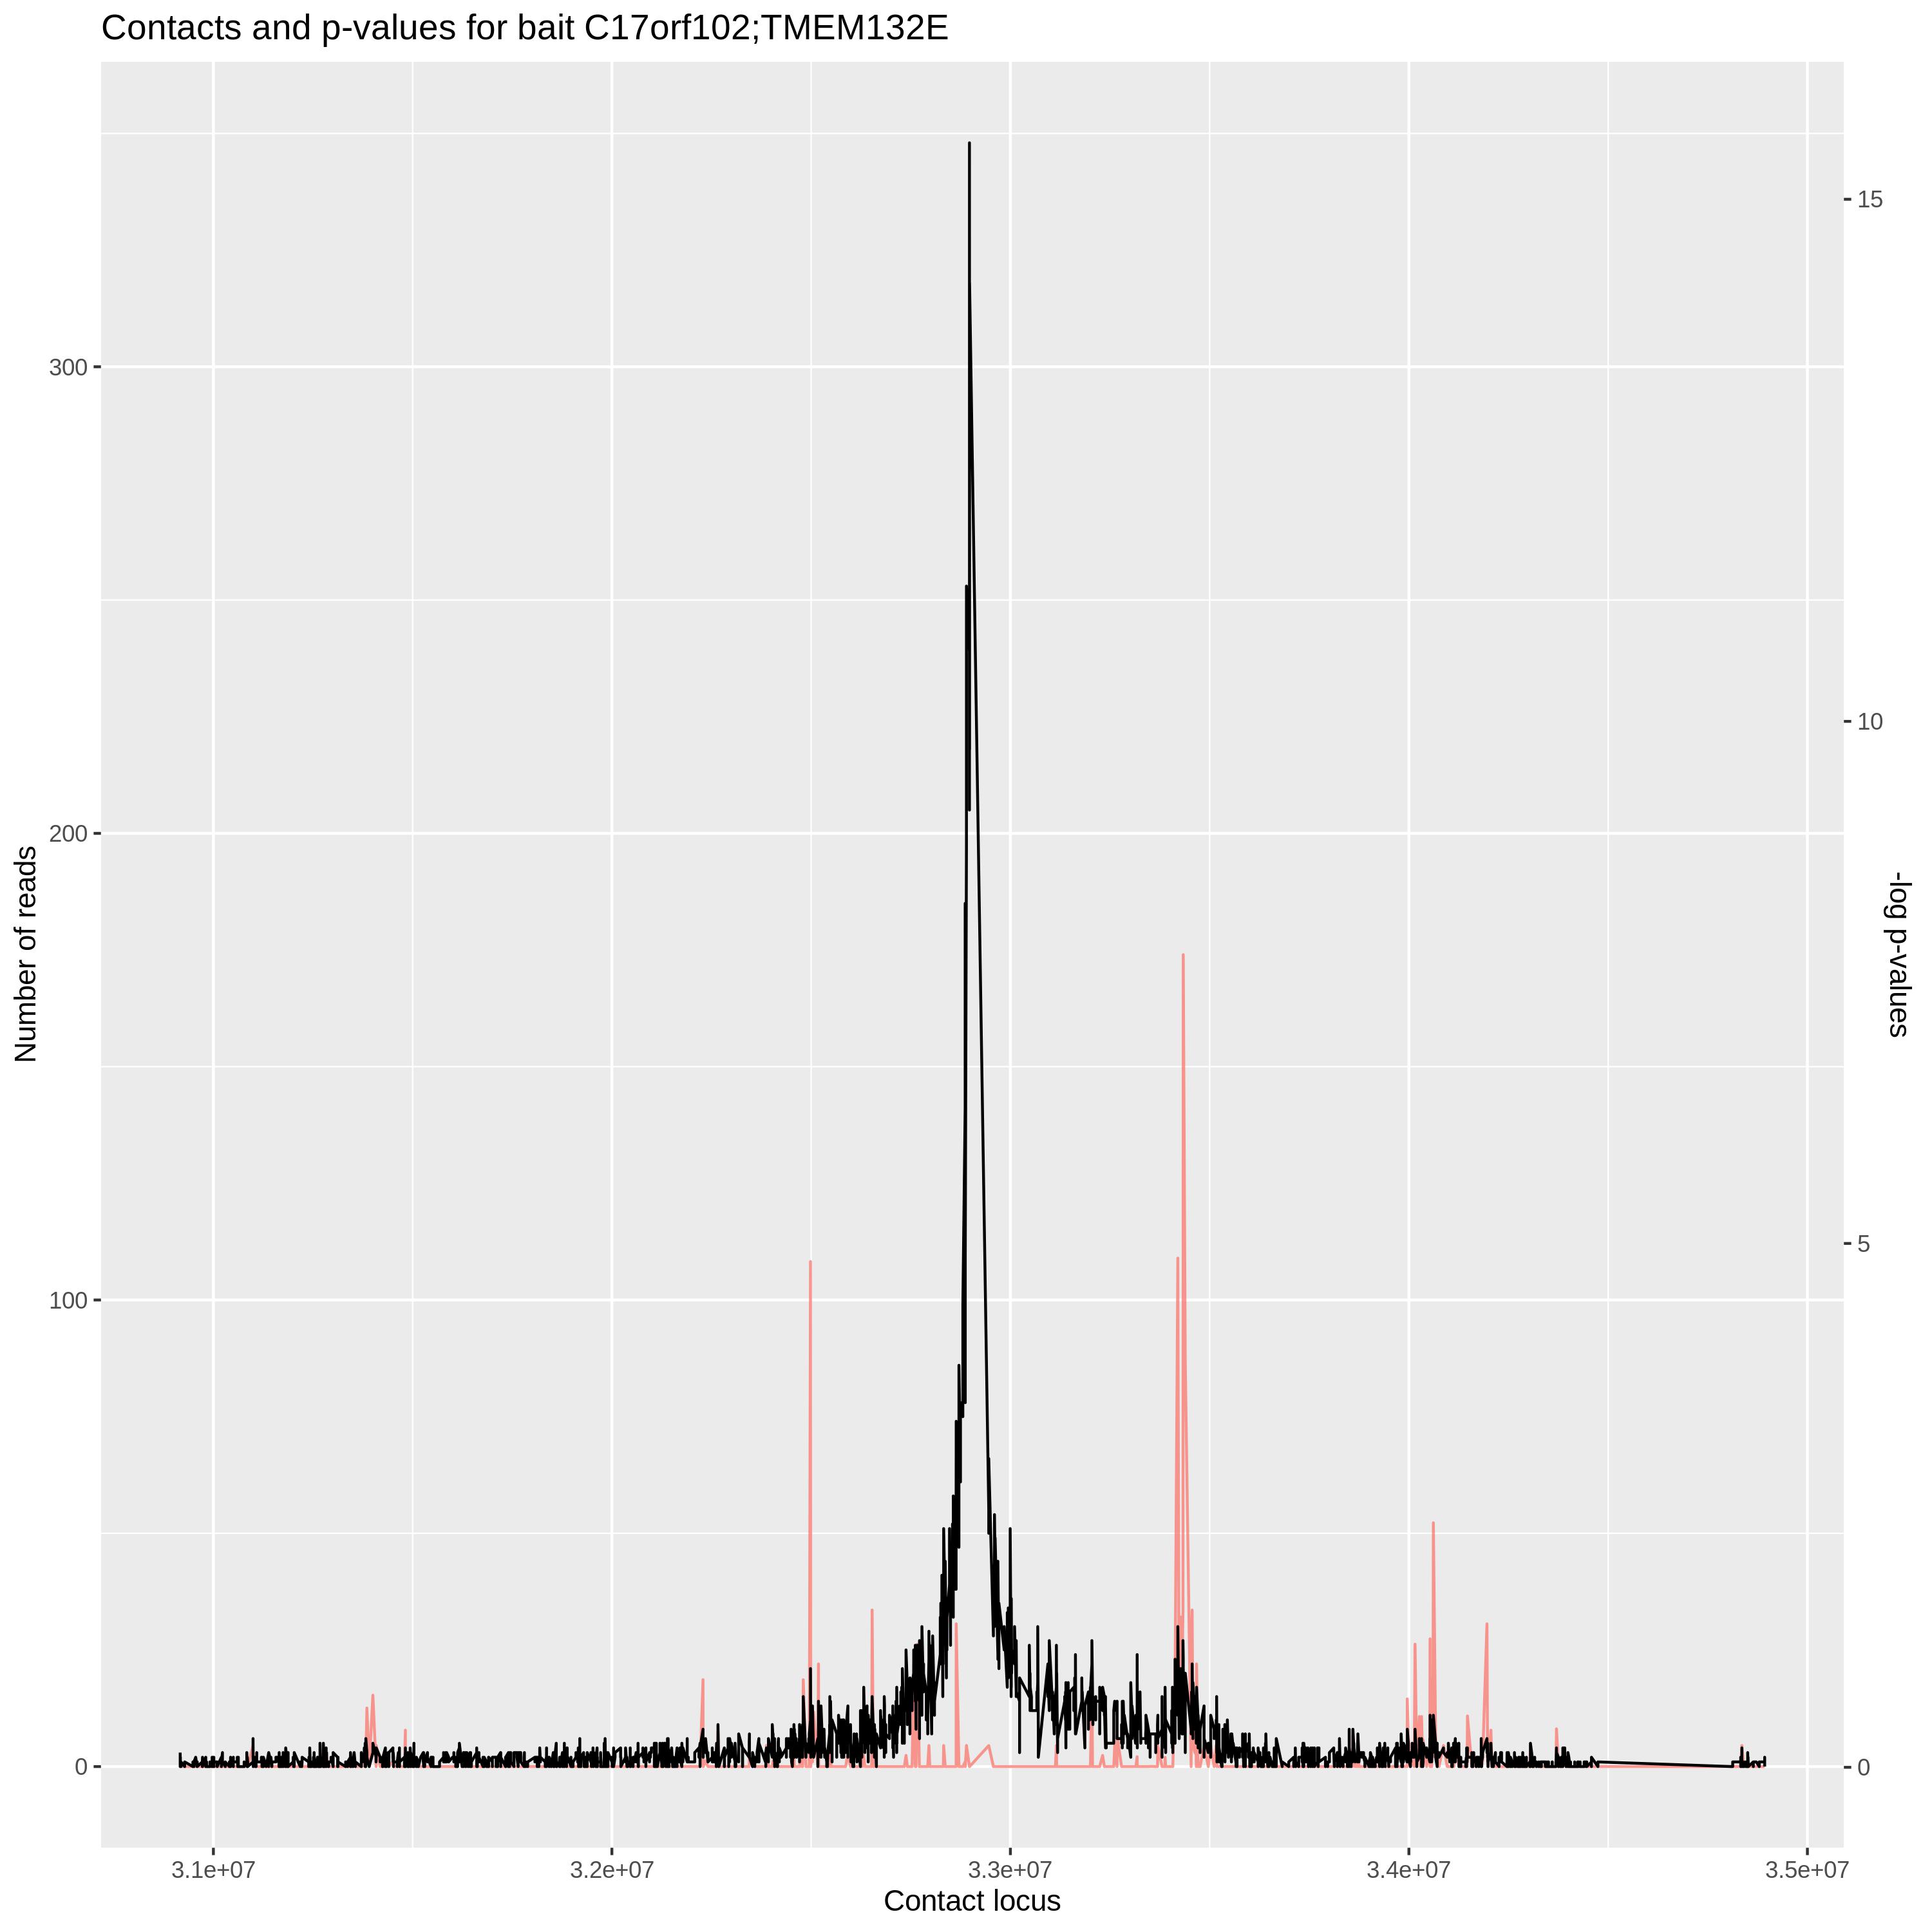 Contacts and p-values for bait C17orf102;TMEM132E
Number of reads
300
200
100
0
15
10
5
0
-log p-values
3.1e+07 3.2e+07 3.3e+07 3.4e+07 3.5e+07
Contact locus